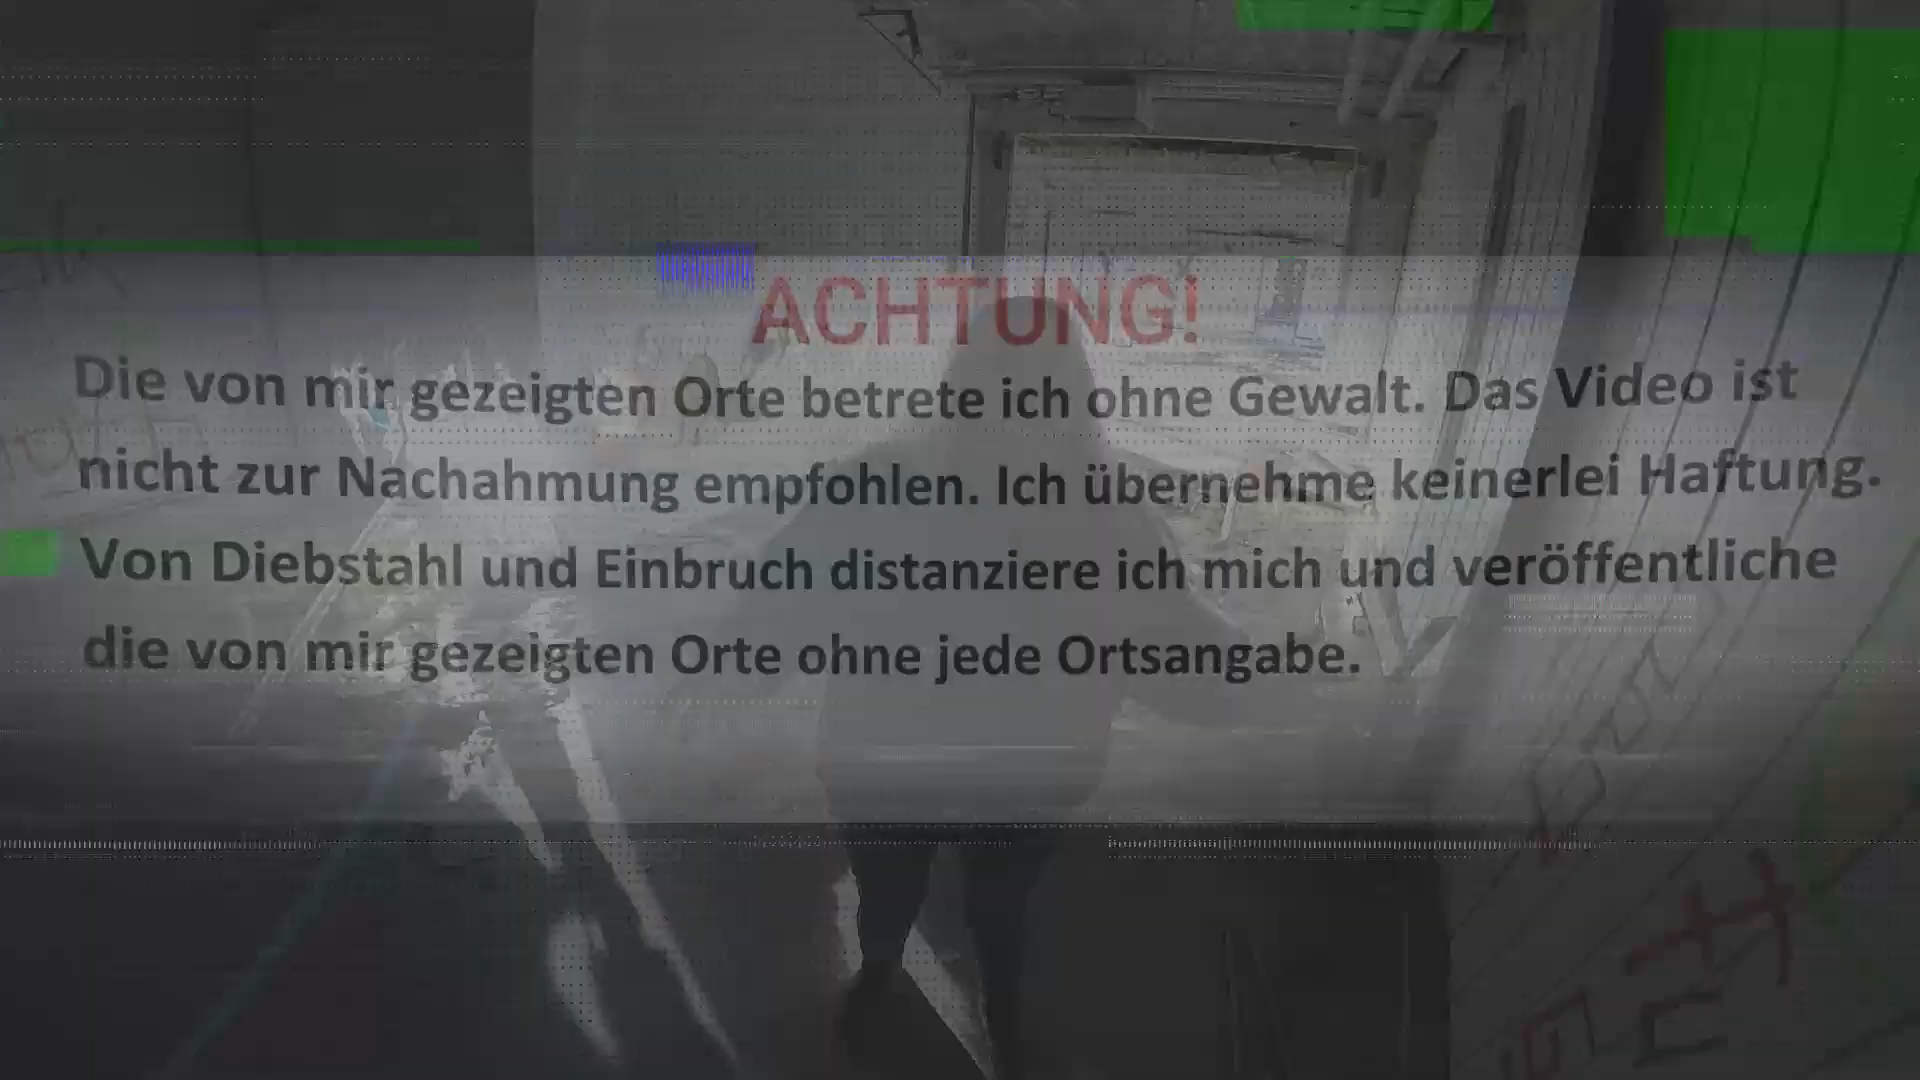 ACHTUNG!
Die von mir gezeigten Orte betrete ich ohne Gewalt. Das Video ist
nicht zur Nachahmung empfohlen. Ich übernehme keinerlei Haftung.
Von Diebstahl und Einbruch distanziere ich mich und veröffentliche
die von mir gezeigten Orte ohne jede Ortsangabe.